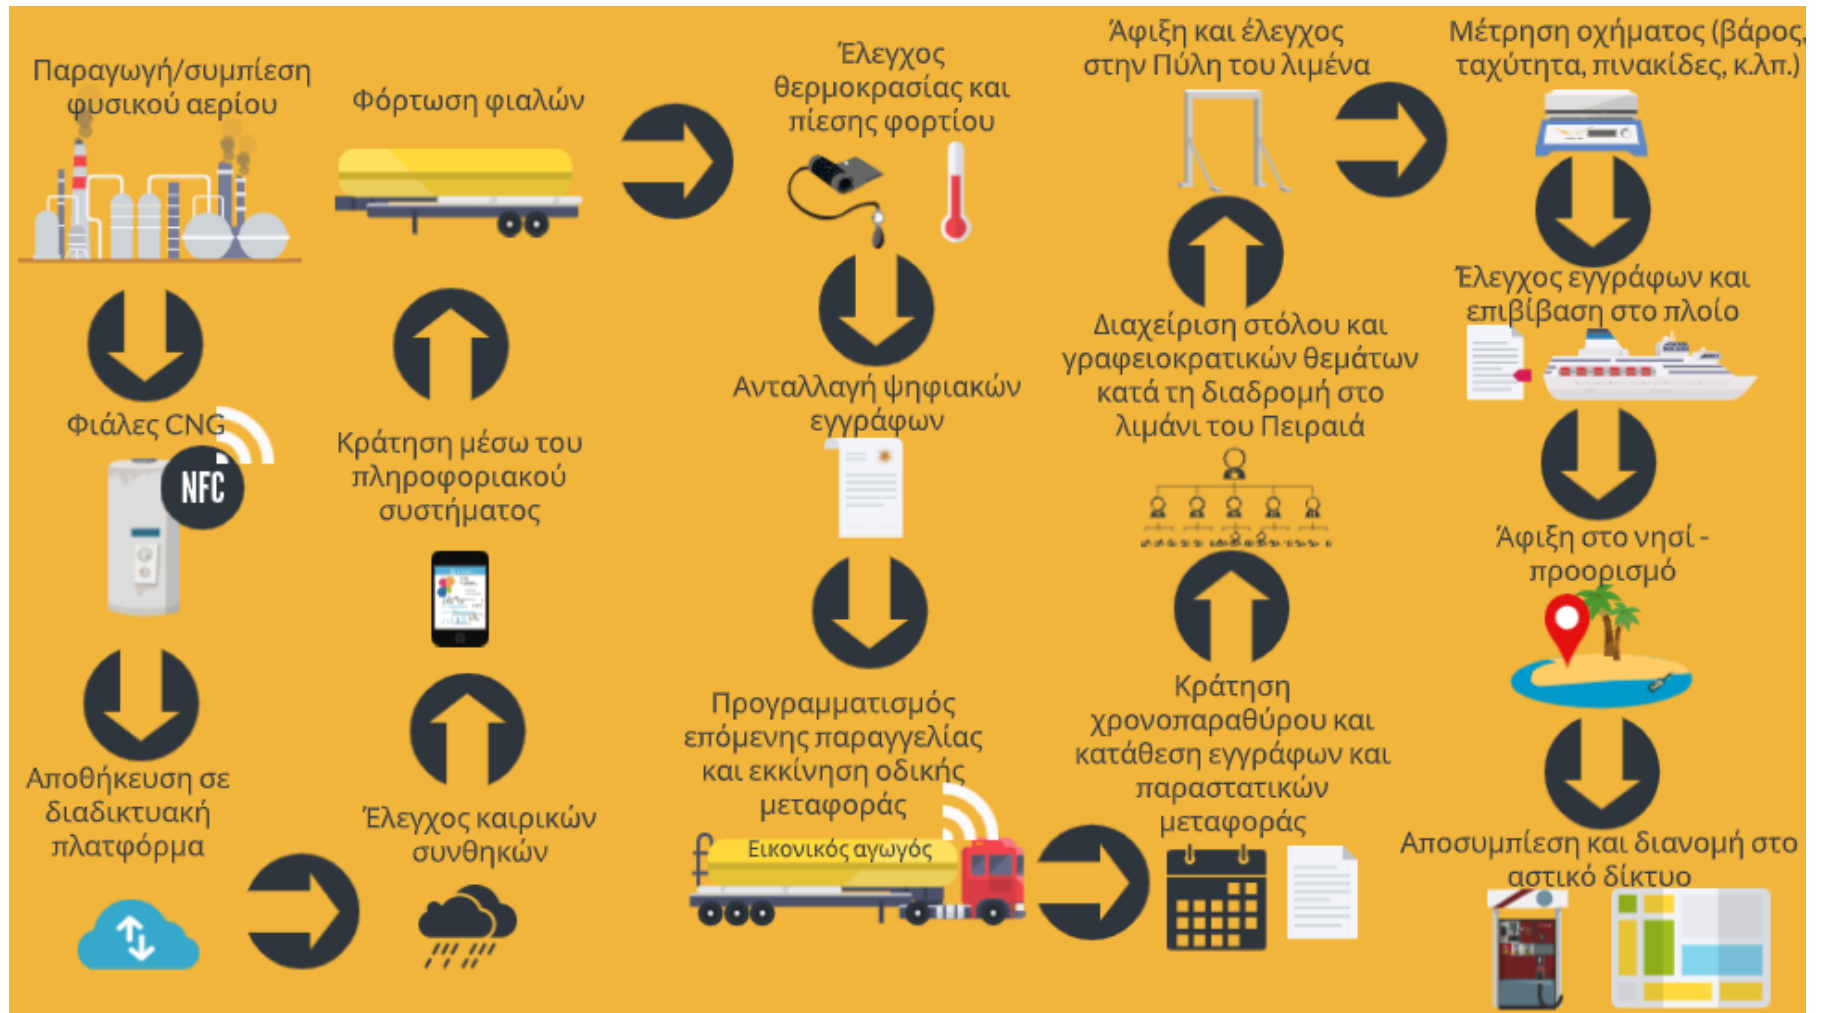 Παραγωγή/συμπίεση
φυσικού αερίου
Φιάλες CNG
NFC
Αποθήκευση σε
διαδικτυακή
πλατφόρμα
Έλεγχος καιρικών
συνθηκών
Κράτηση μέσω του
πληροφοριακού
συστήματος
Φόρτωση φιαλών
Έλεγχος
θερμοκρασίας και
πίεσης φορτίου
Ανταλλαγή ψηφιακών
εγγράφων
Προγραμματισμός
επόμενης παραγγελίας
και εκκίνηση οδικής
μεταφοράς
Εικονικός αγωγός
Κράτηση
χρονοπαραθύρου και
κατάθεση εγγράφων και
παραστατικών
μεταφοράς
Διαχείριση στόλου και
γραφειοκρατικών θεμάτων
κατά τη διαδρομή στο
λιμάνι του Πειραιά
Άφιξη και έλεγχος
στην Πύλη του λιμένα
Μέτρηση οχήματος (βάρος,
ταχύτητα, πινακίδες, κ.λπ.)
Έλεγχος εγγράφων και
επιβίβαση στο πλοίο
Άφιξη στο νησί -
προορισμό
Αποσυμπίεση και διανομή στο
αστικό δίκτυο